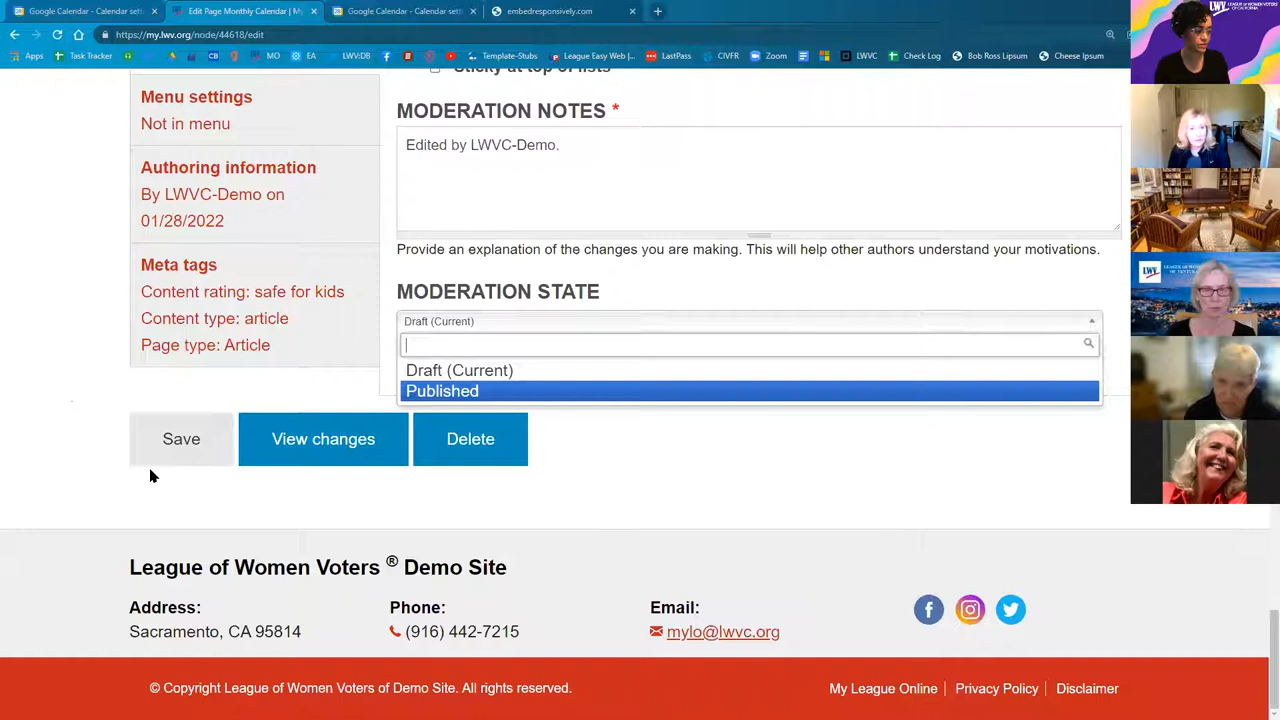 Google Calendar - Calendar sett
Edit Page Monthly Calendar | My
Google Calendar - Calendar sett
embedresponsively.com
https://my.lwv.org/node/44618/edit
Apps
Task Tracker
CB
MO
EA
LWV:DB
Template-Stubs
League Easy Web |...
LastPass
CIVFR
Zoom
LWVC
Check Log
Bob Ross Lipsum
Cheese Ipsum
Sticky at top of lists
Menu settings
Not in menu
Authoring information
By LWVC-Demo on
01/28/2022
Meta tags
Content rating: safe for kids
Content type: article
Page type: Article
MODERATION NOTES *
Edited by LWVC-Demo.
Provide an explanation of the changes you are making. This will help other authors understand your motivations.
MODERATION STATE
Draft (Current)
Draft (Current)
Published
Save
View changes
Delete
League of Women Voters ® Demo Site
Address:
Sacramento, CA 95814
Phone:
(916) 442-7215
Email:
mylo@lwvc.org
© Copyright League of Women Voters of Demo Site. All rights reserved.
My League Online
Privacy Policy
Disclaimer
LWV
LWV